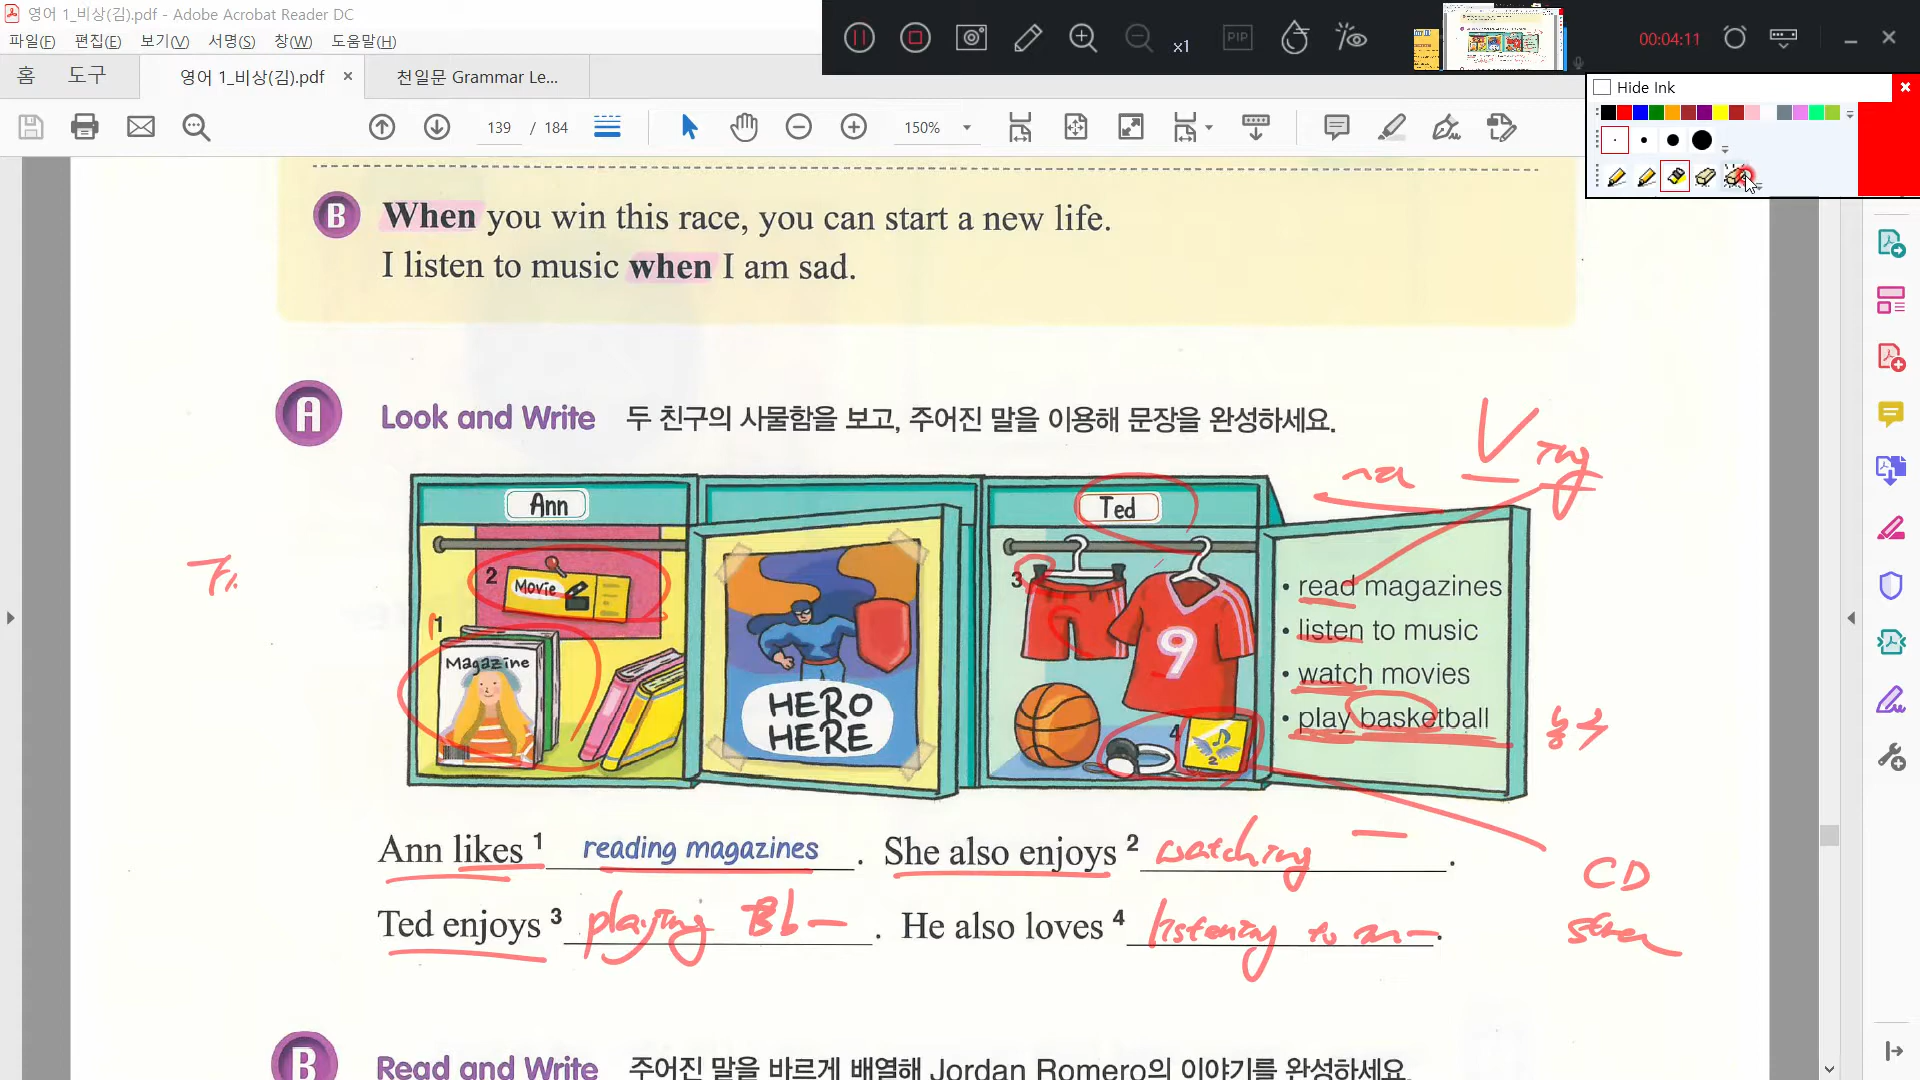 영어 1_비상(김).pdf - Adobe Acrobat Reader DC
파일(F) 편집(E) 보기(V) 서명(S) 창(W) 도움말(H)
x1 PIP 00:04:11
홈 도구 영어 1_비상(김).pdf × 천일문 Grammar Le...
Hide Ink
139 / 184 150%
B When you win this race, you can start a new life.
I listen to music when I am sad.
A Look and Write 두 친구의 사물함을 보고, 주어진 말을 이용해 문장을 완성하세요.
V
Ann
Ted
2 Movie
3
• read magazines
1
• listen to music
Magazine
9
• watch movies
HERO
HERE
4
2
• play basketball
농구
Ann likes 1 reading magazines. She also enjoys 2 watching.
CD
Ted enjoys 3 playing Bb. He also loves 4 listening to m.
B Read and Write 주어진 말을 바르게 배열해 Jordan Romero의 이야기를 완성하세요.